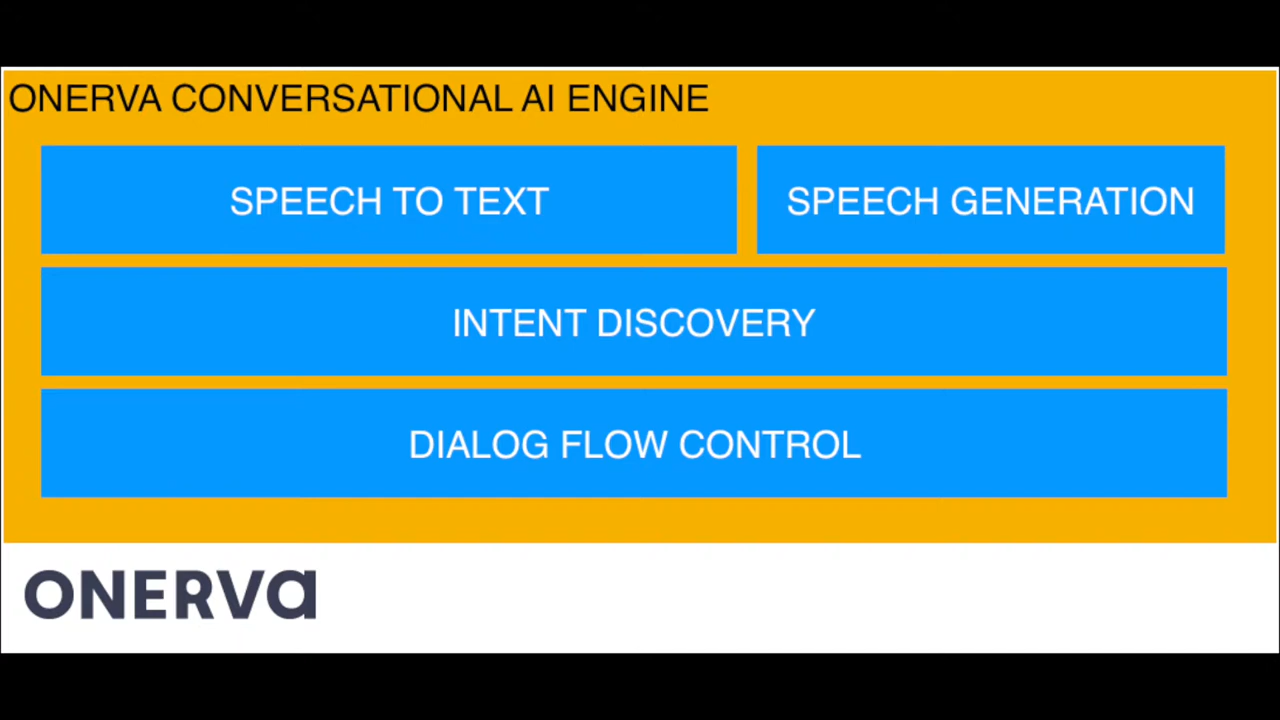 ONERVA CONVERSATIONAL AI ENGINE
SPEECH TO TEXT
SPEECH GENERATION
INTENT DISCOVERY
DIALOG FLOW CONTROL
ONERVa